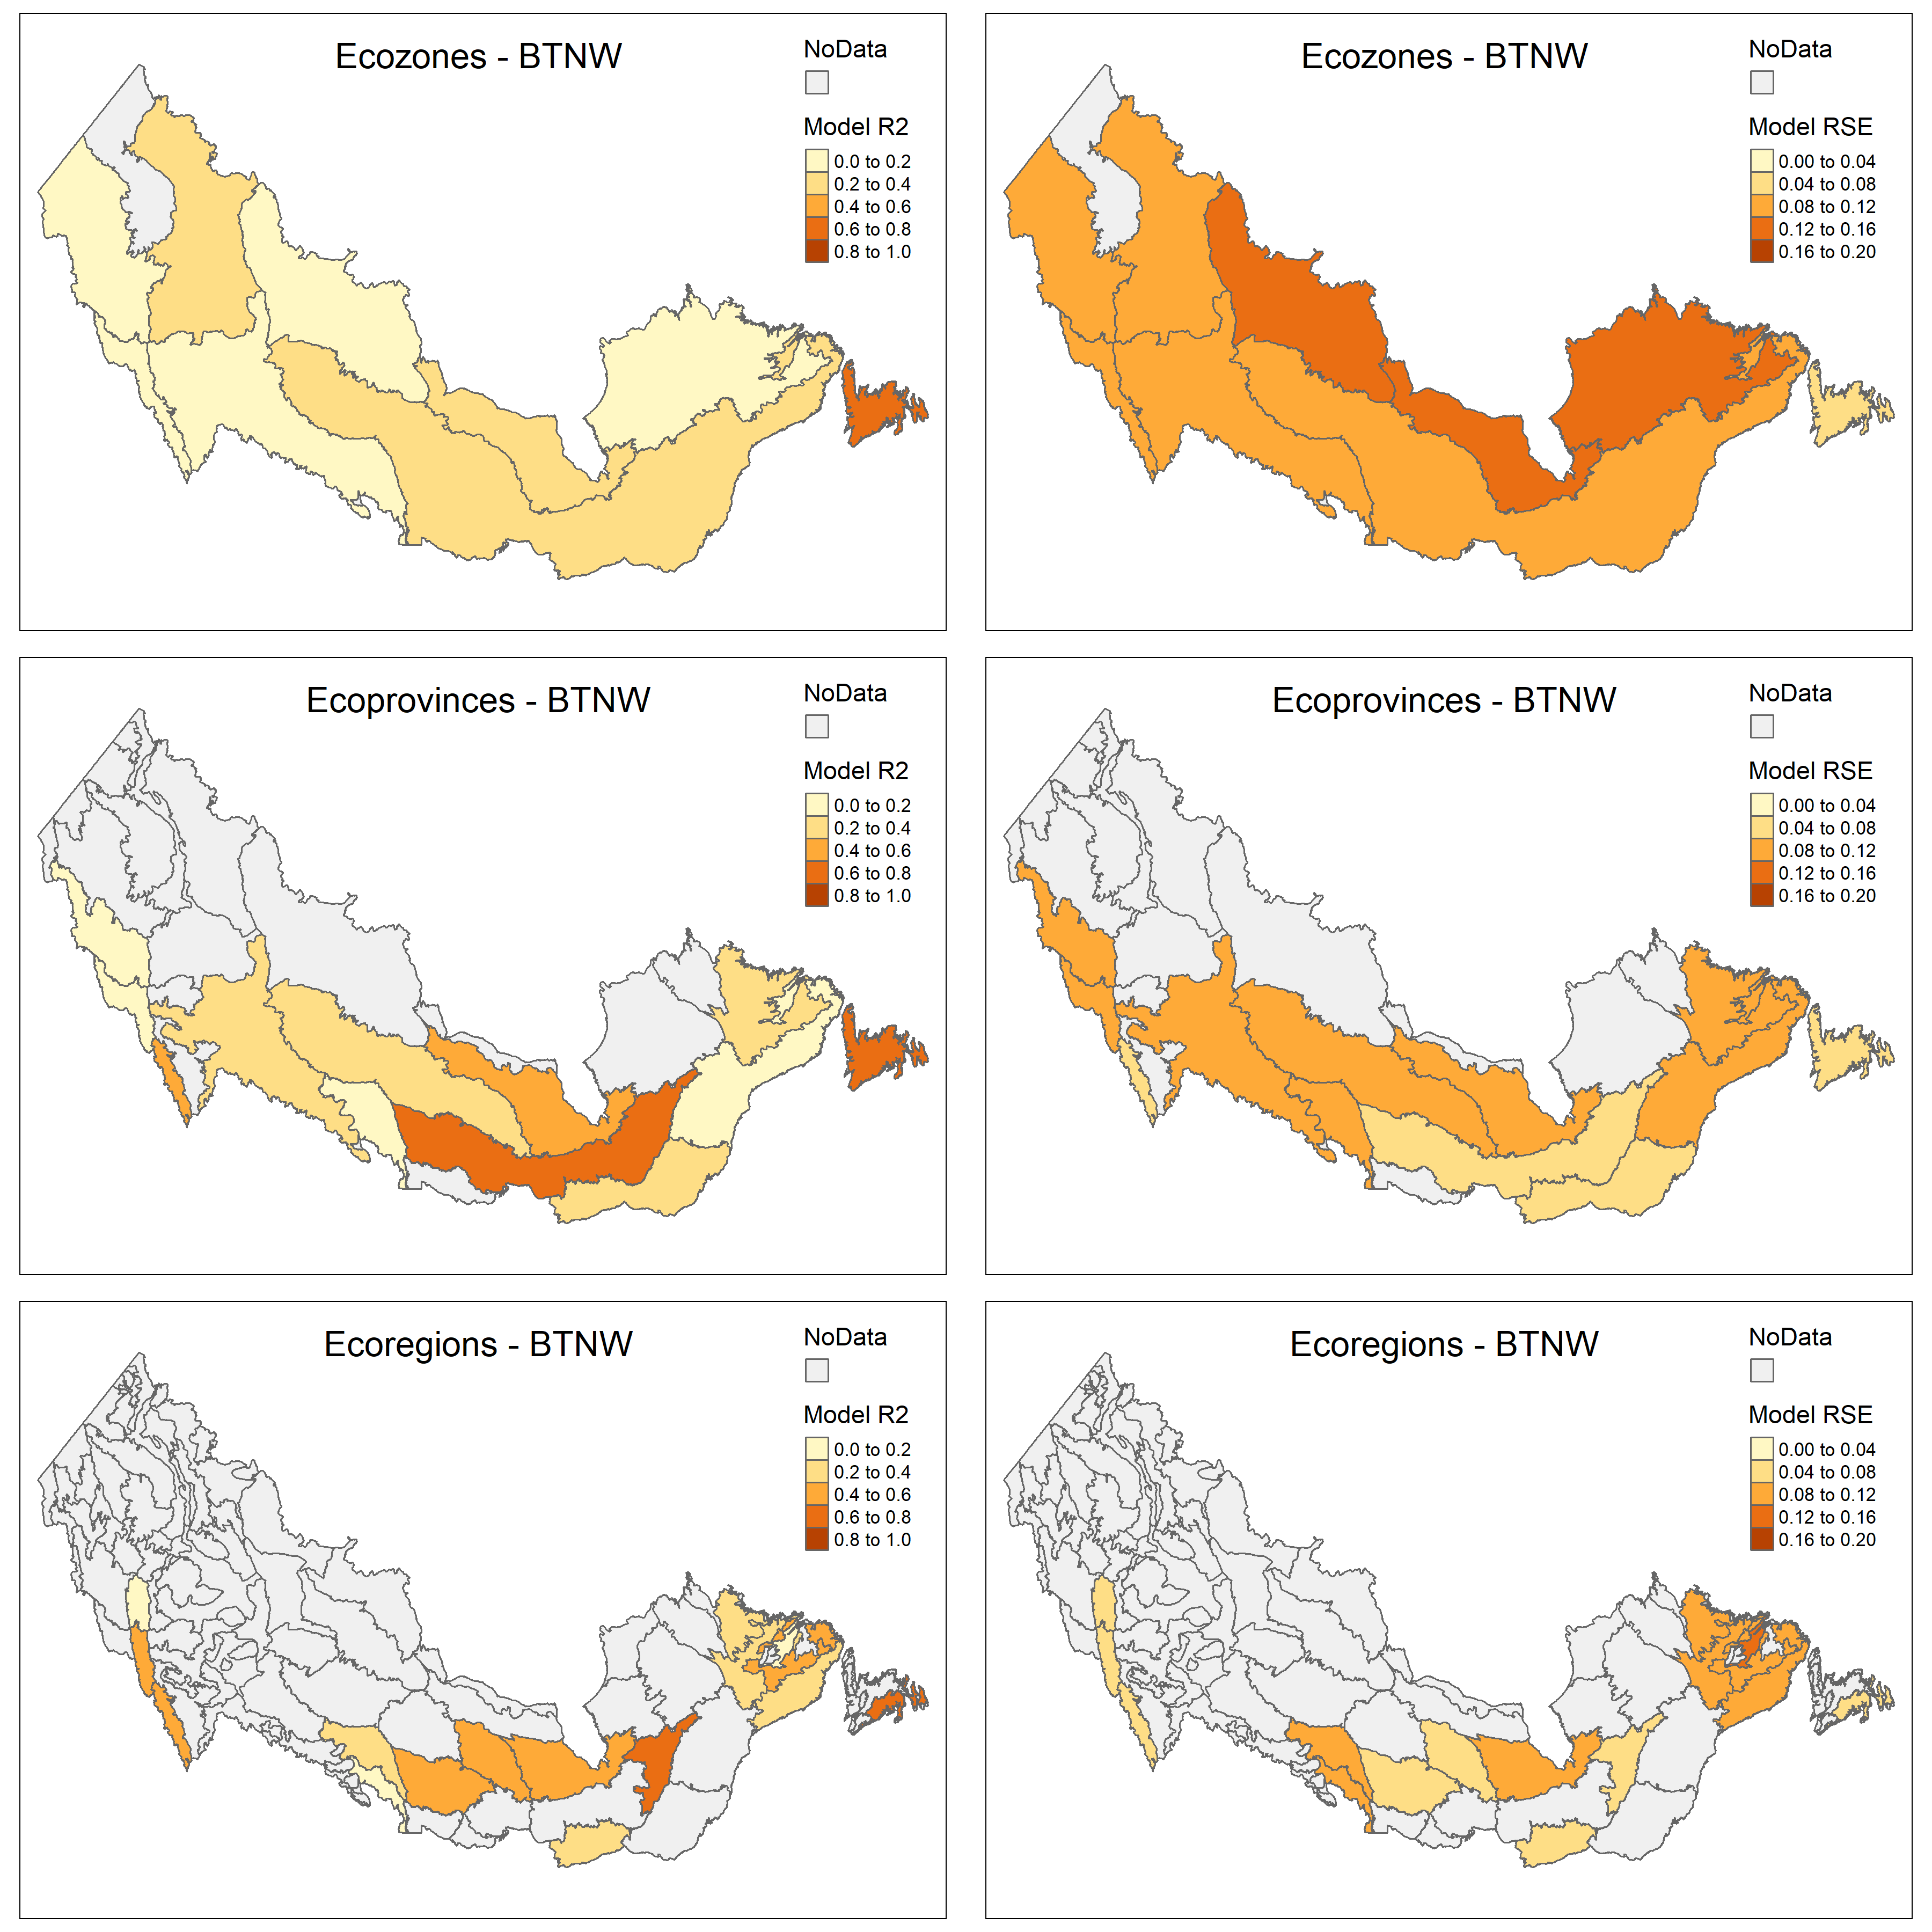 Ecozones - BTNW
NoData
Model R2
0.0 to 0.2
0.2 to 0.4
0.4 to 0.6
0.6 to 0.8
0.8 to 1.0
Ecozones - BTNW
NoData
Model RSE
0.00 to 0.04
0.04 to 0.08
0.08 to 0.12
0.12 to 0.16
0.16 to 0.20
Ecoprovinces - BTNW
NoData
Model R2
0.0 to 0.2
0.2 to 0.4
0.4 to 0.6
0.6 to 0.8
0.8 to 1.0
Ecoprovinces - BTNW
NoData
Model RSE
0.00 to 0.04
0.04 to 0.08
0.08 to 0.12
0.12 to 0.16
0.16 to 0.20
Ecoregions - BTNW
NoData
Model R2
0.0 to 0.2
0.2 to 0.4
0.4 to 0.6
0.6 to 0.8
0.8 to 1.0
Ecoregions - BTNW
NoData
Model RSE
0.00 to 0.04
0.04 to 0.08
0.08 to 0.12
0.12 to 0.16
0.16 to 0.20